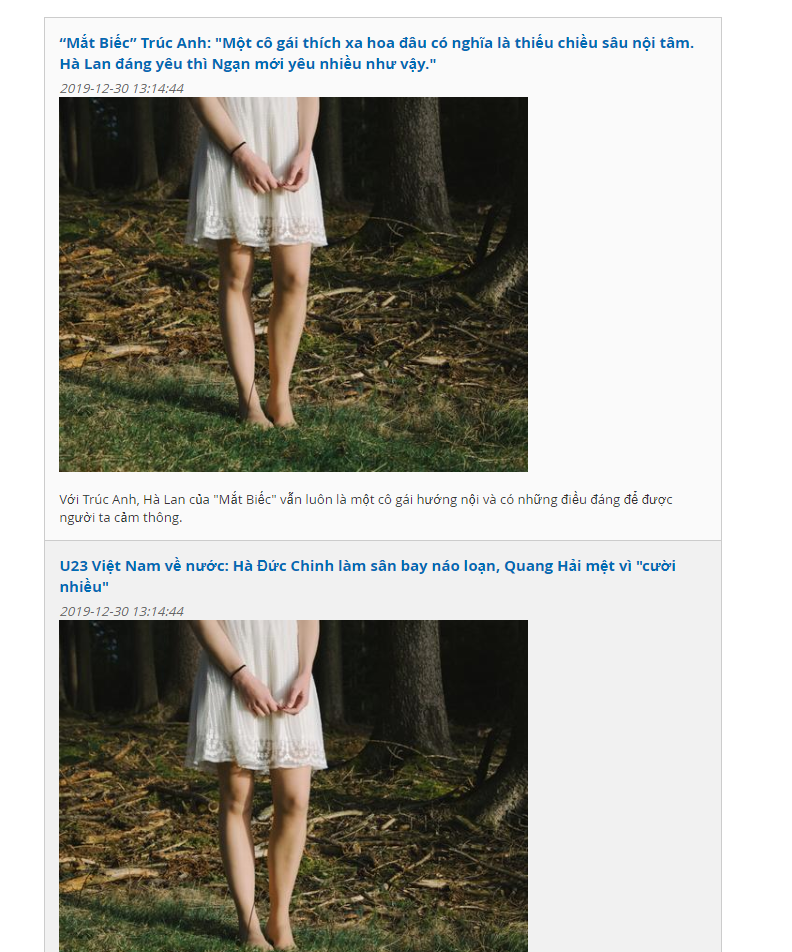 “Mắt Biếc” Trúc Anh: "Một cô gái thích xa hoa đâu có nghĩa là thiếu chiều sâu nội tâm.
Hà Lan đáng yêu thì Ngạn mới yêu nhiều như vậy."
2019-12-30 13:14:44
Với Trúc Anh, Hà Lan của "Mắt Biếc" vẫn luôn là một cô gái hướng nội và có những điều đáng để được
người ta cảm thông.
U23 Việt Nam về nước: Hà Đức Chinh làm sân bay náo loạn, Quang Hải mệt vì "cười
nhiều"
2019-12-30 13:14:44